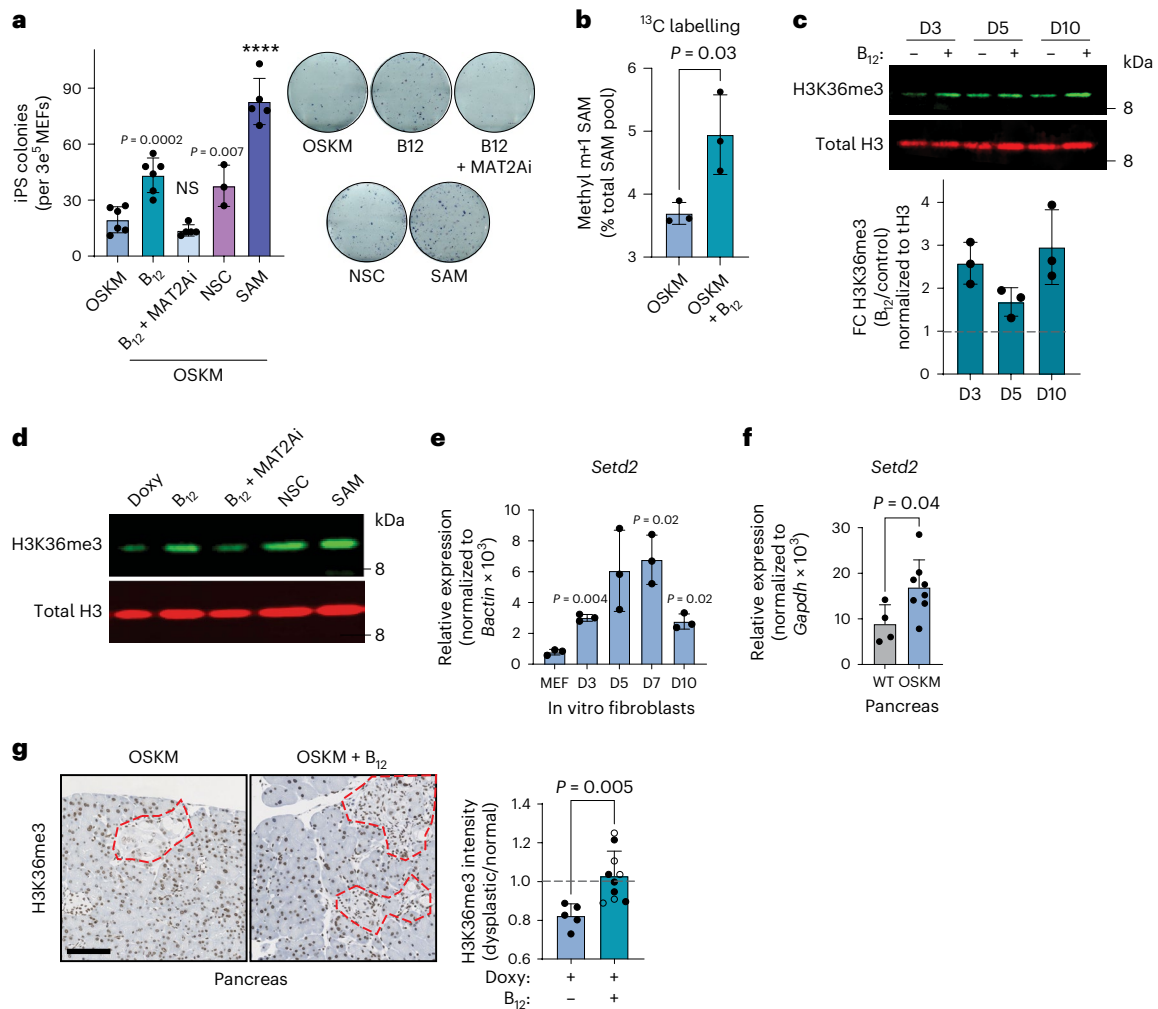 a
iPS colonies
(per 3e⁵ MEFs)
90
60
30
0
P = 0.0002
NS
P = 0.007
****
OSKM
B₁₂
B₁₂ + MAT2Ai
NSC
SAM
OSKM
OSKM
B12
B12
+ MAT2Ai
NSC
SAM
b
¹³C labelling
P = 0.03
Methyl m+1 SAM
(% total SAM pool)
6
5
4
3
OSKM
OSKM
+ B₁₂
c
D3 D5 D10
B₁₂: – + – + – +
kDa
H3K36me3
8
Total H3
8
FC H3K36me3
(B₁₂/control)
normalized to tH3
4
3
2
1
0
D3 D5 D10
d
Doxy
B₁₂
B₁₂ + MAT2Ai
NSC
SAM
kDa
H3K36me3
8
Total H3
8
e
Setd2
Relative expression
(normalized to
Bactin × 10³)
10
8
6
4
2
0
P = 0.004
P = 0.02
P = 0.02
MEF D3 D5 D7 D10
In vitro fibroblasts
f
Setd2
P = 0.04
Relative expression
(normalized to
Gapdh × 10³)
30
20
10
0
WT OSKM
Pancreas
g
OSKM
OSKM + B₁₂
H3K36me3
Pancreas
P = 0.005
H3K36me3 intensity
(dysplastic/normal)
1.4
1.2
1.0
0.8
0.6
Doxy: + +
B₁₂: – +